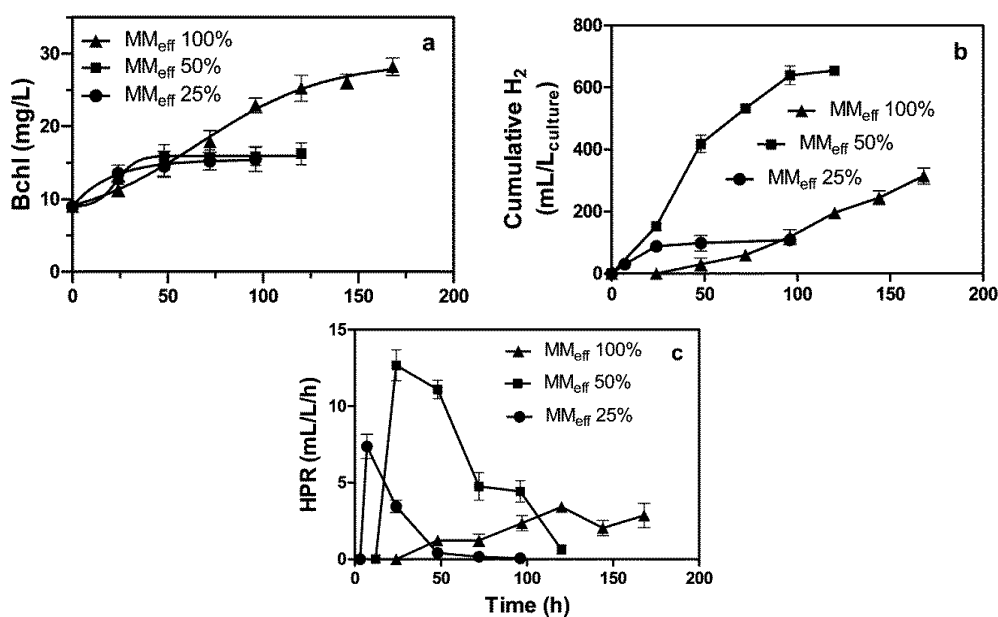 a
MMeff 100%
MMeff 50%
MMeff 25%
Bchl (mg/L)
30
20
10
0
0 50 100 150 200
b
Cumulative H2
(mL/Lculture)
800
600
400
200
0
MMeff 100%
MMeff 50%
MMeff 25%
0 50 100 150 200
c
MMeff 100%
MMeff 50%
MMeff 25%
HPR (mL/L/h)
15
10
5
0
0 50 100 150 200
Time (h)